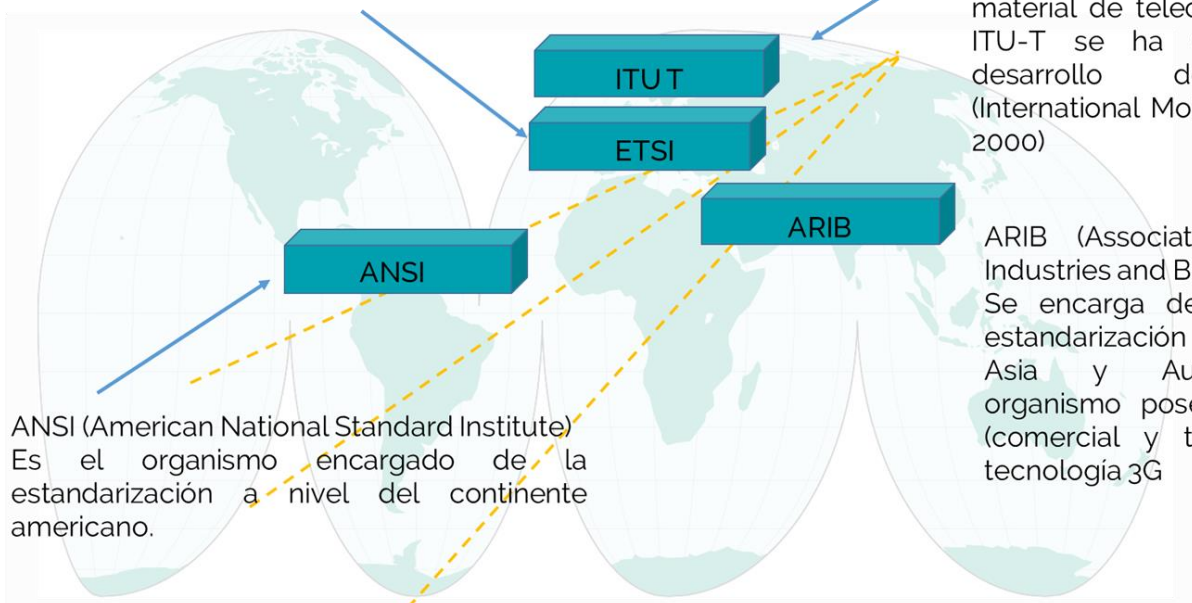 material de telec
ITU-T se ha
desarrollo d
(International Mo
2000)
ITU T
ETSI
ARIB
ANSI
ARIB (Associat
Industries and B
Se encarga de
estandarización
Asia y Au
organismo pose
(comercial y t
tecnología 3G
ANSI (American National Standard Institute)
Es el organismo encargado de la
estandarización a nivel del continente
americano.